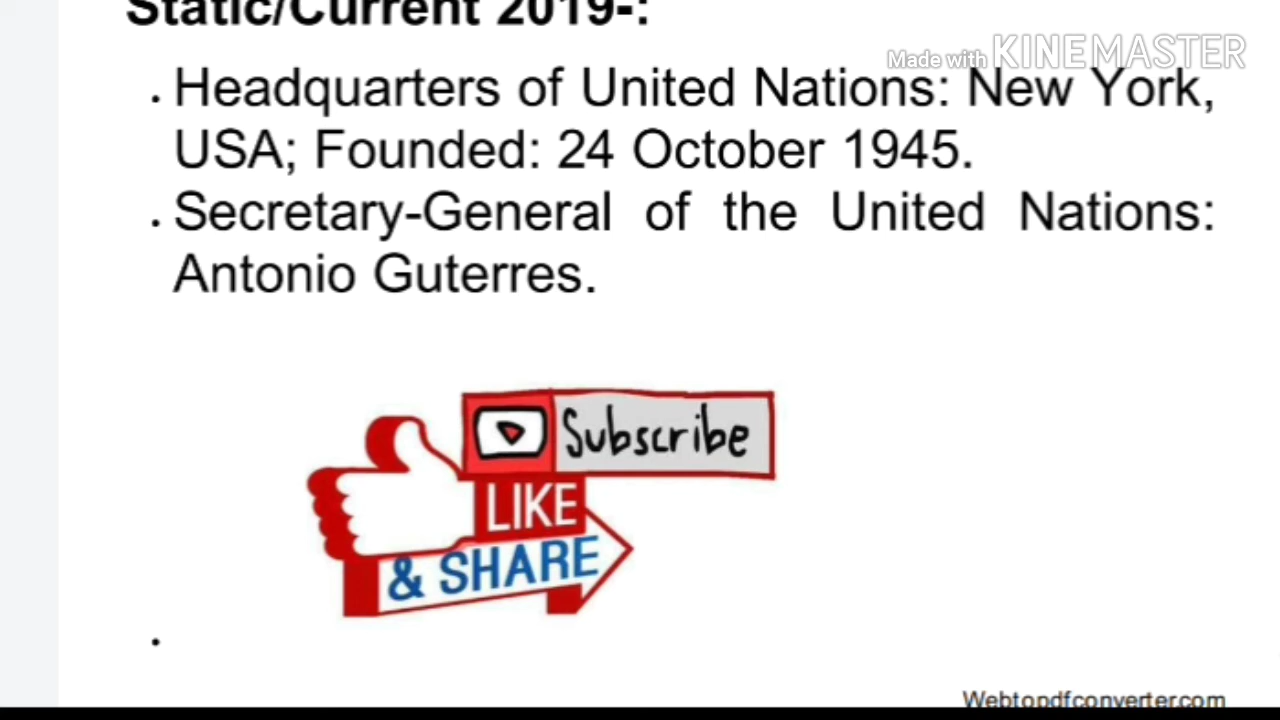 Static/Current 2019-:
Made with KINEMASTER
. Headquarters of United Nations: New York,
USA; Founded: 24 October 1945.
. Secretary-General of the United Nations:
Antonio Guterres.
Subscribe
LIKE
& SHARE
.
Webtopdfconverter.com